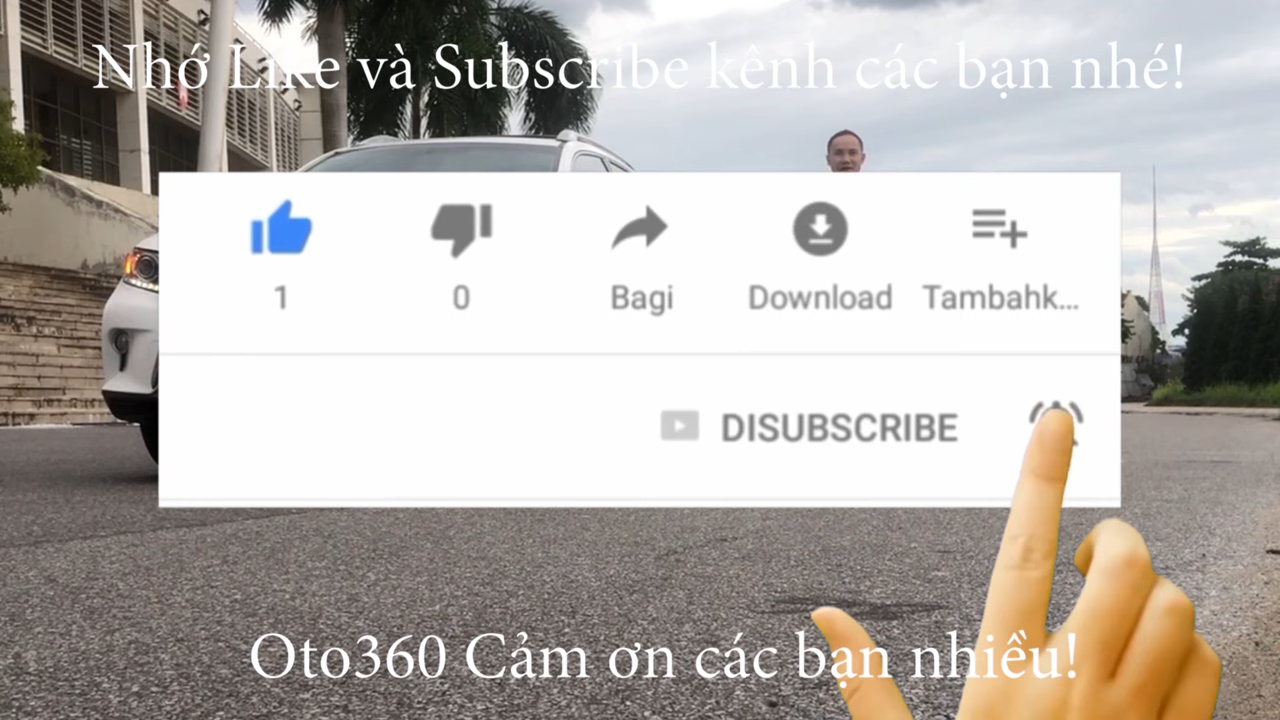 Nhớ Like và Subscribe kênh các bạn nhé!
1 0 Bagi Download Tambahk...
DISUBSCRIBE
Oto360 Cảm ơn các bạn nhiều!